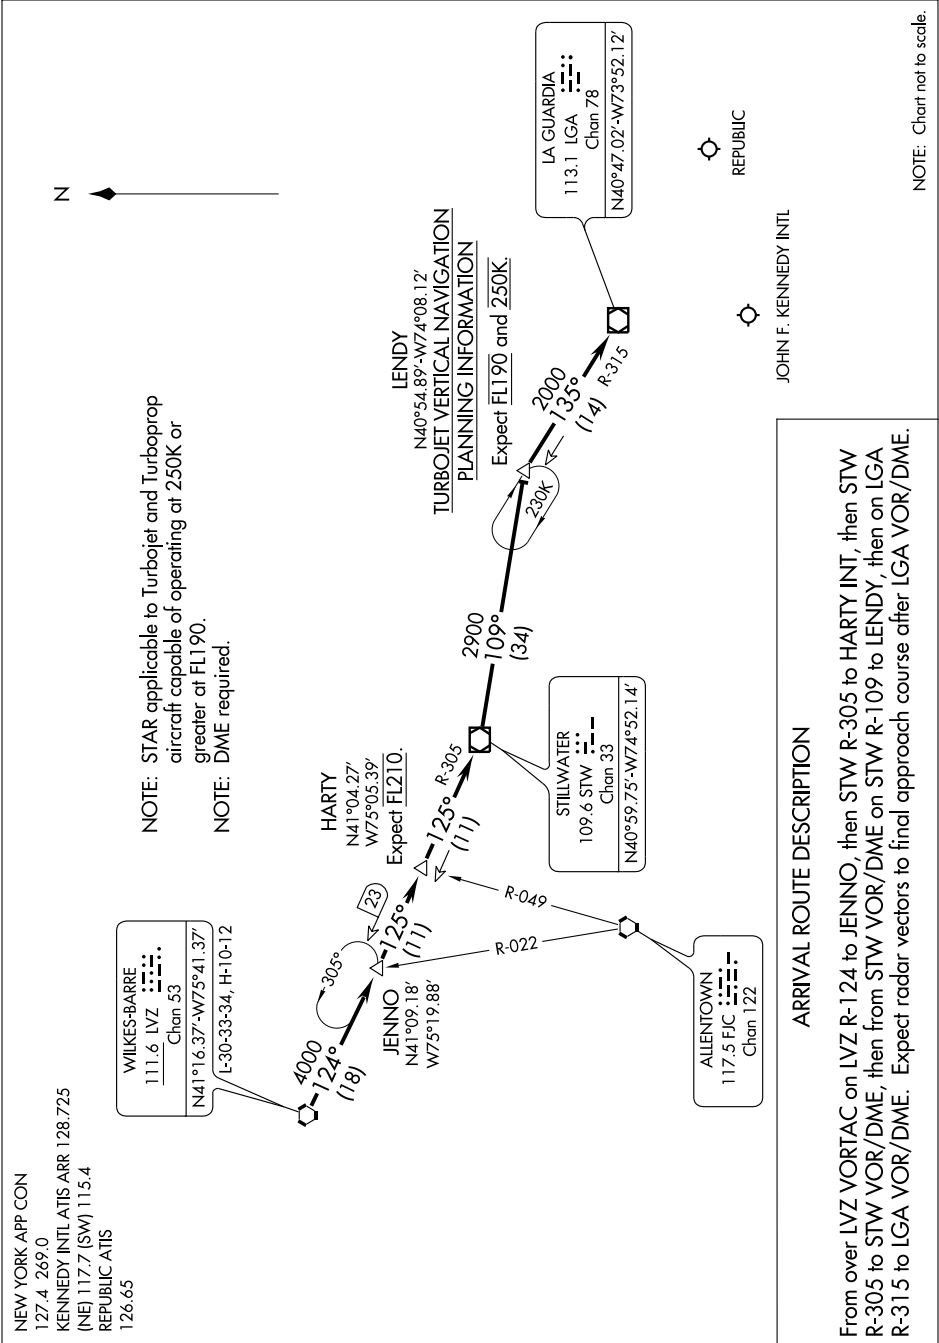 NEW YORK APP CON
127.4 269.0
KENNEDY INTL ATIS ARR 128.725
(NE) 117.7 (SW) 115.4
REPUBLIC ATIS
126.65
NOTE: STAR applicable to Turbojet and Turboprop
aircraft capable of operating at 250K or
greater at FL190.
NOTE: DME required.
N
WILKES-BARRE
111.6 LVZ
Chan 53
N41°16.37'-W75°41.37'
L-30-33-34, H-10-12
4000
124°
(18)
305°
23
JENNO
N41°09.18'
W75°19.88'
125°
(11)
HARTY
N41°04.27'
W75°05.39'
Expect FL210.
125°
(11)
R-305
R-022
R-049
ALLENTOWN
117.5 FJC
Chan 122
STILLWATER
109.6 STW
Chan 33
N40°59.75'-W74°52.14'
2900
109°
(34)
230K
LENDY
N40°54.89'-W74°08.12'
TURBOJET VERTICAL NAVIGATION
PLANNING INFORMATION
Expect FL190 and 250K.
2000
135°
(14)
R-315
LA GUARDIA
113.1 LGA
Chan 78
N40°47.02'-W73°52.12'
REPUBLIC
JOHN F. KENNEDY INTL
NOTE: Chart not to scale.
ARRIVAL ROUTE DESCRIPTION
From over LVZ VORTAC on LVZ R-124 to JENNO, then STW R-305 to HARTY INT, then STW
R-305 to STW VOR/DME, then from STW VOR/DME on STW R-109 to LENDY, then on LGA
R-315 to LGA VOR/DME. Expect radar vectors to final approach course after LGA VOR/DME.